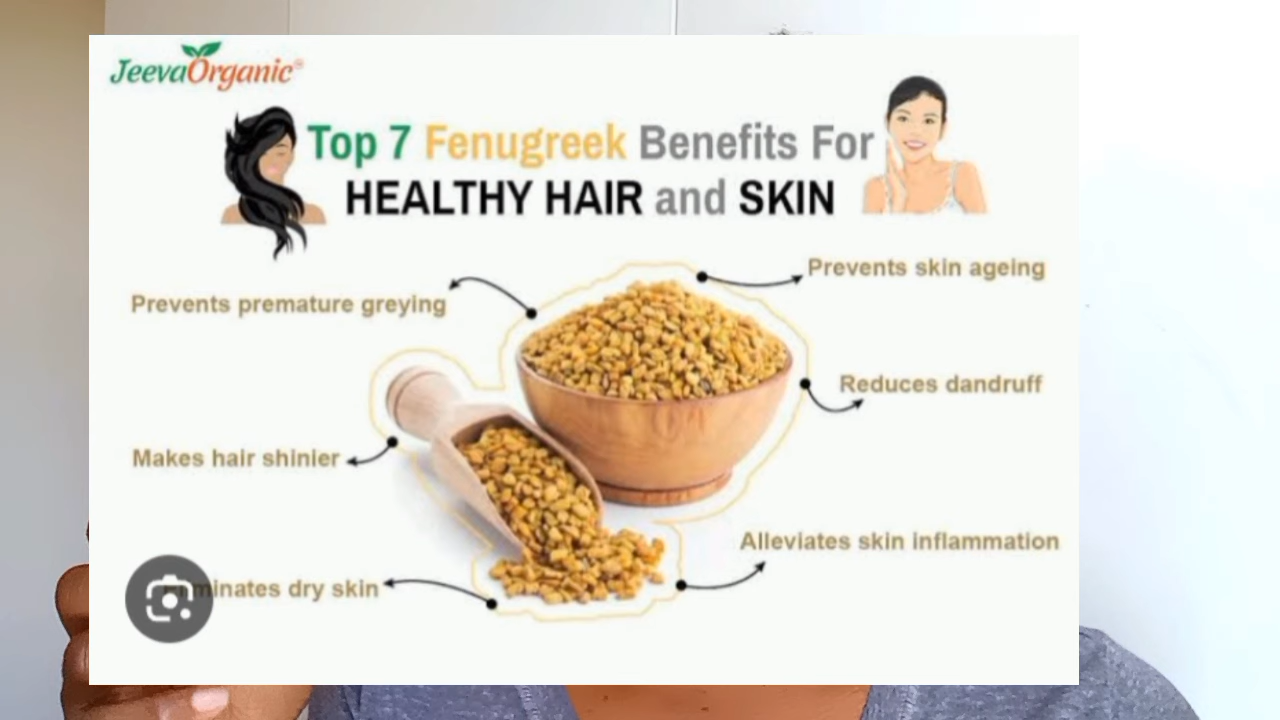 JeevaOrganic®
Top 7 Fenugreek Benefits For
HEALTHY HAIR and SKIN
Prevents skin ageing
Prevents premature greying
Reduces dandruff
Makes hair shinier
Alleviates skin inflammation
dry skin